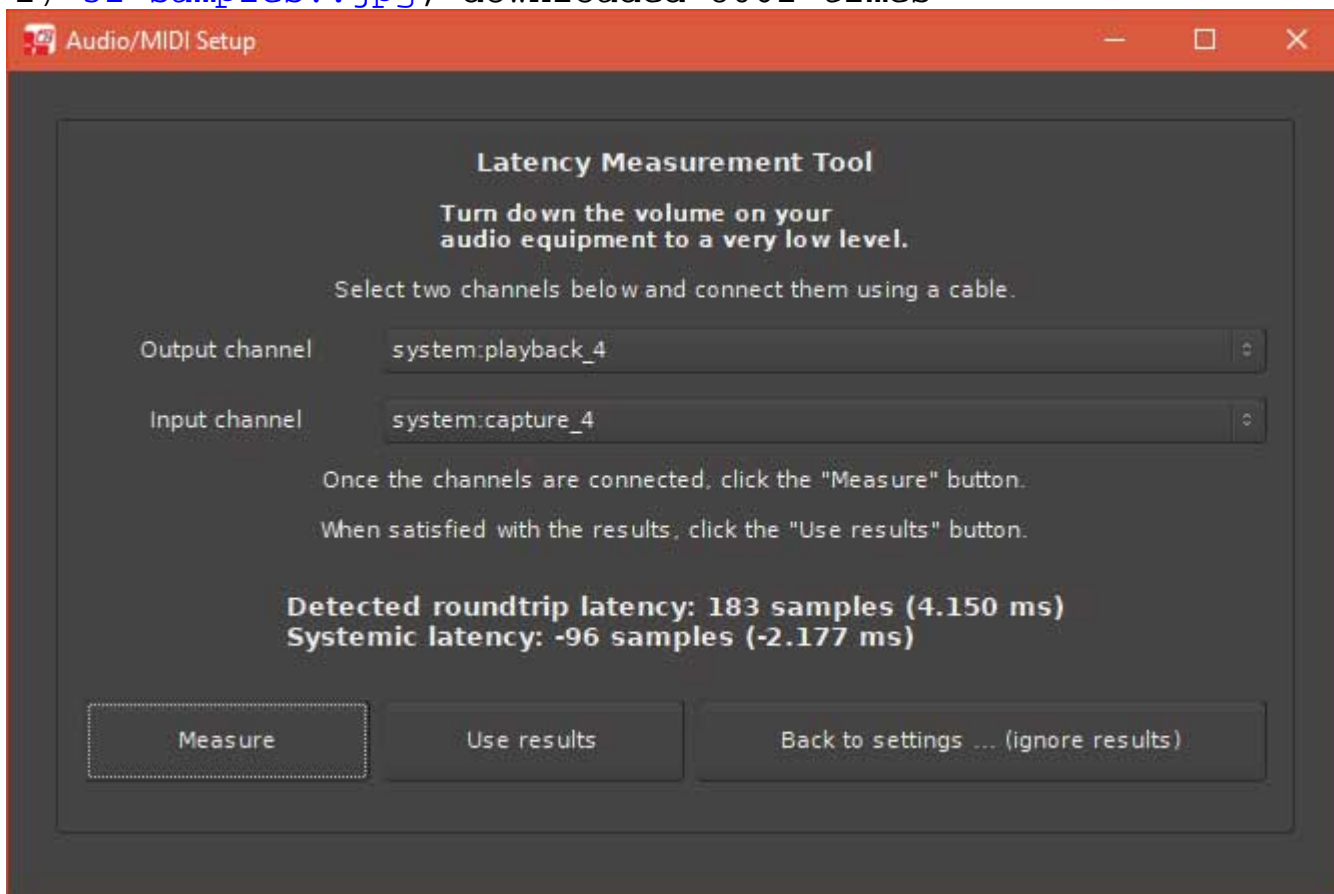 Audio/MIDI Setup
Latency Measurement Tool
Turn down the volume on your
audio equipment to a very low level.
Select two channels below and connect them using a cable.
Output channel system:playback_4
Input channel system:capture_4
Once the channels are connected, click the "Measure" button.
When satisfied with the results, click the "Use results" button.
Detected roundtrip latency: 183 samples (4.150 ms)
Systemic latency: -96 samples (-2.177 ms)
Measure Use results Back to settings ... (ignore results)